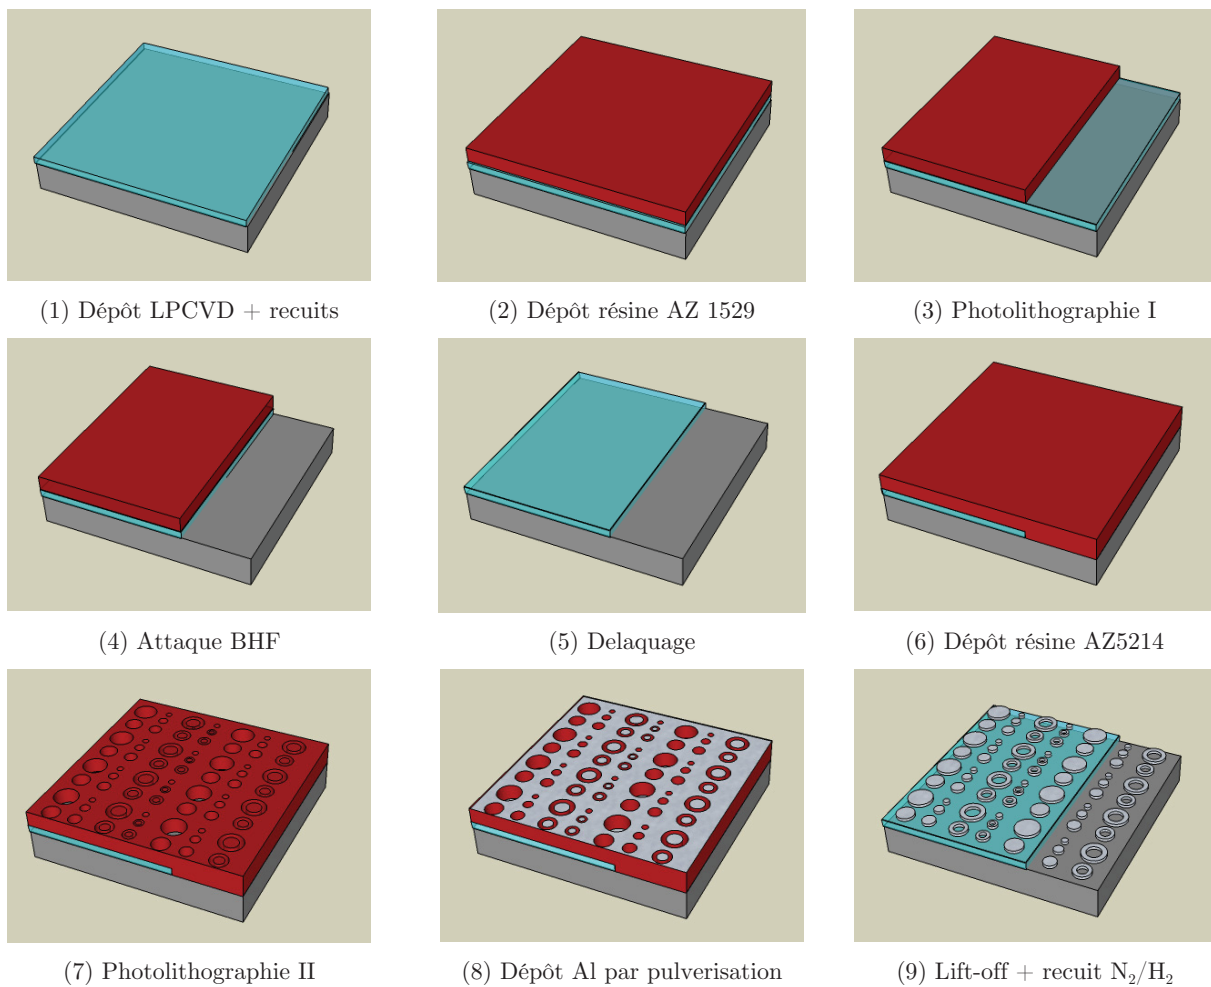 (1) Dépôt LPCVD + recuits
(2) Dépôt résine AZ 1529
(3) Photolithographie I
(4) Attaque BHF
(5) Delaquage
(6) Dépôt résine AZ5214
(7) Photolithographie II
(8) Dépôt Al par pulverisation
(9) Lift-off + recuit N₂/H₂